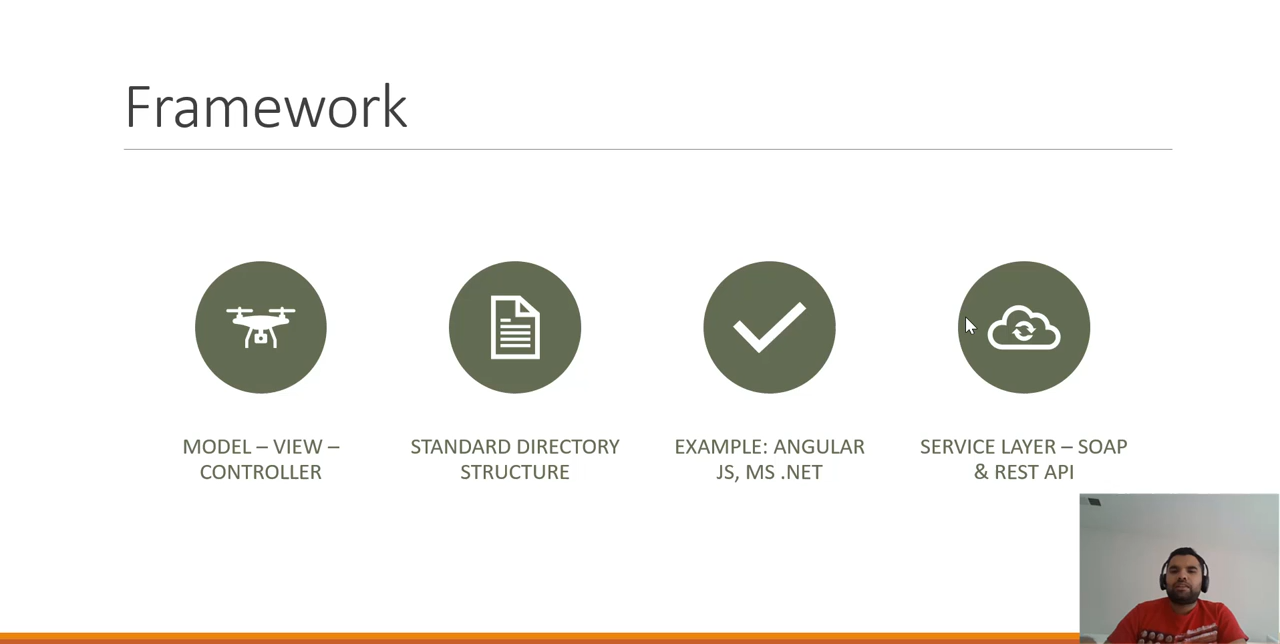 Framework
MODEL – VIEW –
CONTROLLER
STANDARD DIRECTORY
STRUCTURE
EXAMPLE: ANGULAR
JS, MS .NET
SERVICE LAYER – SOAP
& REST API